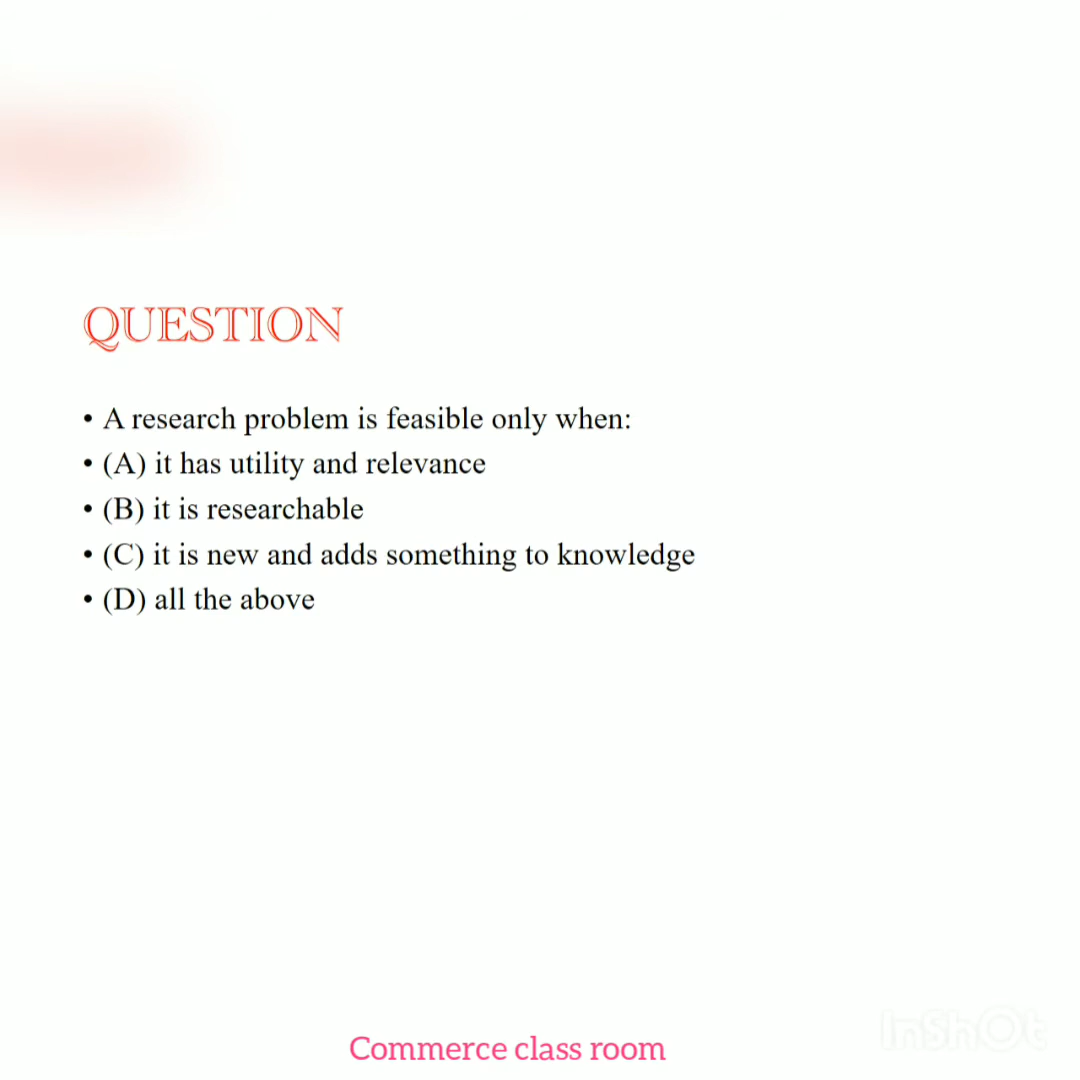 QUESTION
• A research problem is feasible only when:
• (A) it has utility and relevance
• (B) it is researchable
• (C) it is new and adds something to knowledge
• (D) all the above
InShOt
Commerce class room